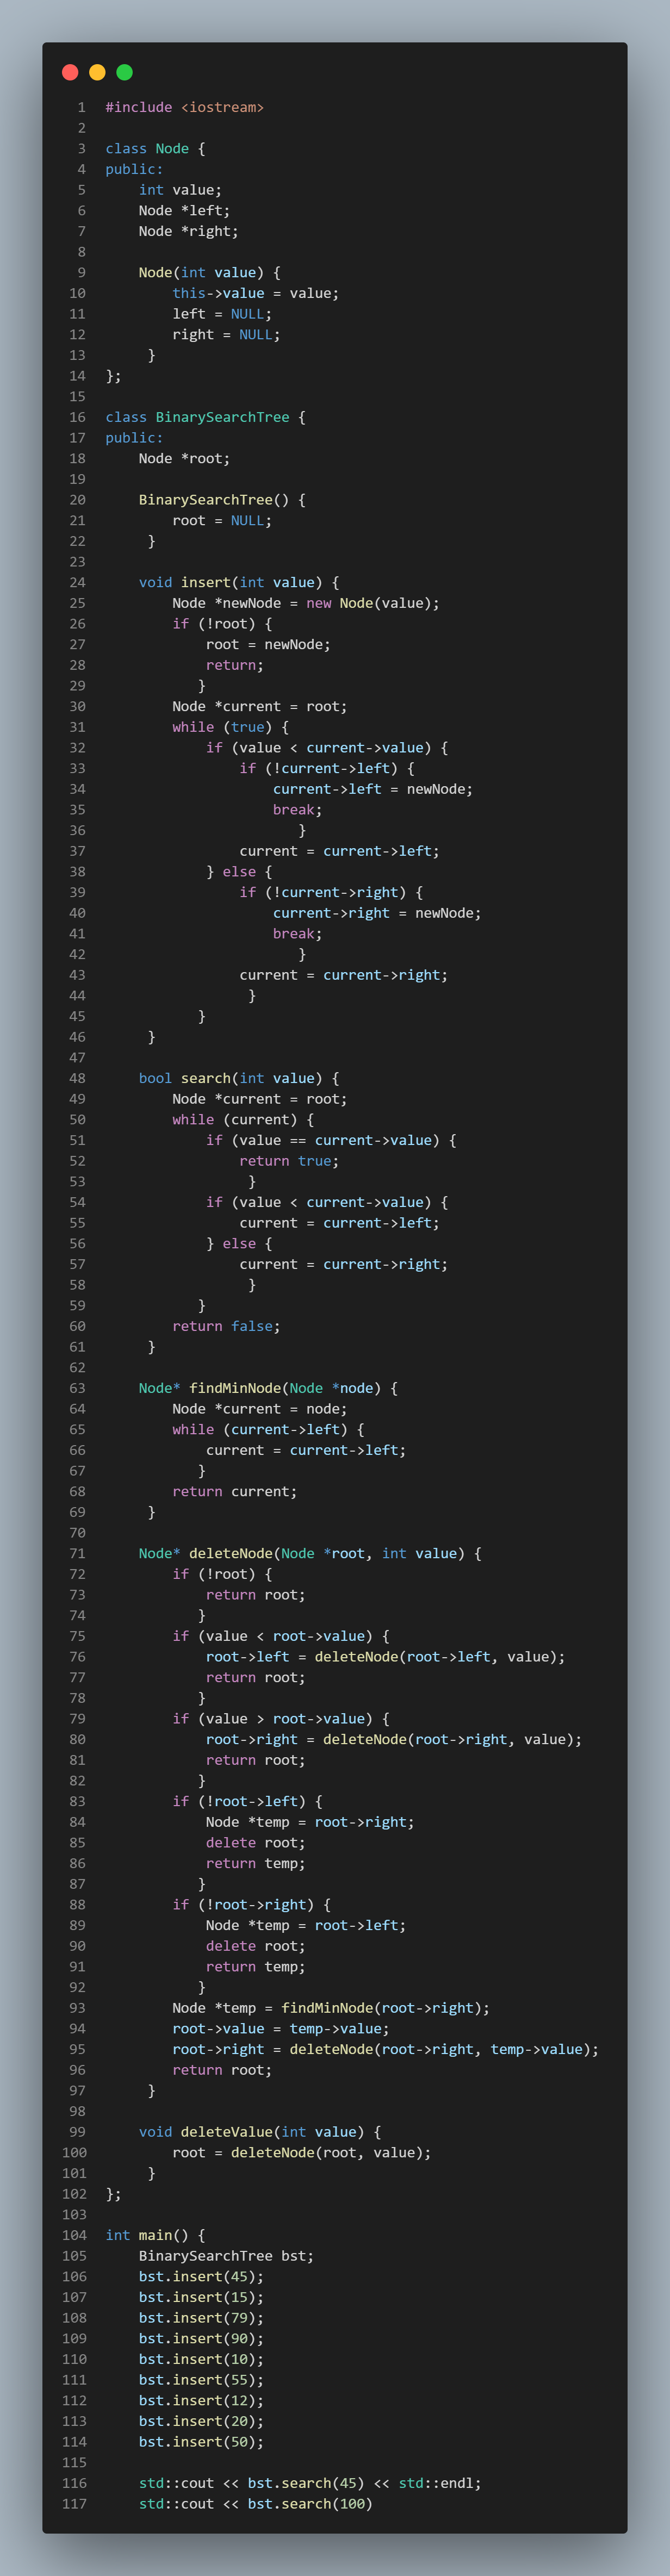 1 #include <iostream>
2
3 class Node {
4 public:
5     int value;
6     Node *left;
7     Node *right;
8
9     Node(int value) {
10         this->value = value;
11         left = NULL;
12         right = NULL;
13      }
14 };
15
16 class BinarySearchTree {
17 public:
18     Node *root;
19
20     BinarySearchTree() {
21         root = NULL;
22      }
23
24     void insert(int value) {
25         Node *newNode = new Node(value);
26         if (!root) {
27             root = newNode;
28             return;
29            }
30         Node *current = root;
31         while (true) {
32             if (value < current->value) {
33                 if (!current->left) {
34                     current->left = newNode;
35                     break;
36                        }
37                 current = current->left;
38             } else {
39                 if (!current->right) {
40                     current->right = newNode;
41                     break;
42                        }
43                 current = current->right;
44                  }
45            }
46      }
47
48     bool search(int value) {
49         Node *current = root;
50         while (current) {
51             if (value == current->value) {
52                 return true;
53                  }
54             if (value < current->value) {
55                 current = current->left;
56             } else {
57                 current = current->right;
58                  }
59            }
60         return false;
61      }
62
63     Node* findMinNode(Node *node) {
64         Node *current = node;
65         while (current->left) {
66             current = current->left;
67            }
68         return current;
69      }
70
71     Node* deleteNode(Node *root, int value) {
72         if (!root) {
73             return root;
74            }
75         if (value < root->value) {
76             root->left = deleteNode(root->left, value);
77             return root;
78            }
79         if (value > root->value) {
80             root->right = deleteNode(root->right, value);
81             return root;
82            }
83         if (!root->left) {
84             Node *temp = root->right;
85             delete root;
86             return temp;
87            }
88         if (!root->right) {
89             Node *temp = root->left;
90             delete root;
91             return temp;
92            }
93         Node *temp = findMinNode(root->right);
94         root->value = temp->value;
95         root->right = deleteNode(root->right, temp->value);
96         return root;
97      }
98
99     void deleteValue(int value) {
100         root = deleteNode(root, value);
101      }
102 };
103
104 int main() {
105     BinarySearchTree bst;
106     bst.insert(45);
107     bst.insert(15);
108     bst.insert(79);
109     bst.insert(90);
110     bst.insert(10);
111     bst.insert(55);
112     bst.insert(12);
113     bst.insert(20);
114     bst.insert(50);
115
116     std::cout << bst.search(45) << std::endl;
117     std::cout << bst.search(100)